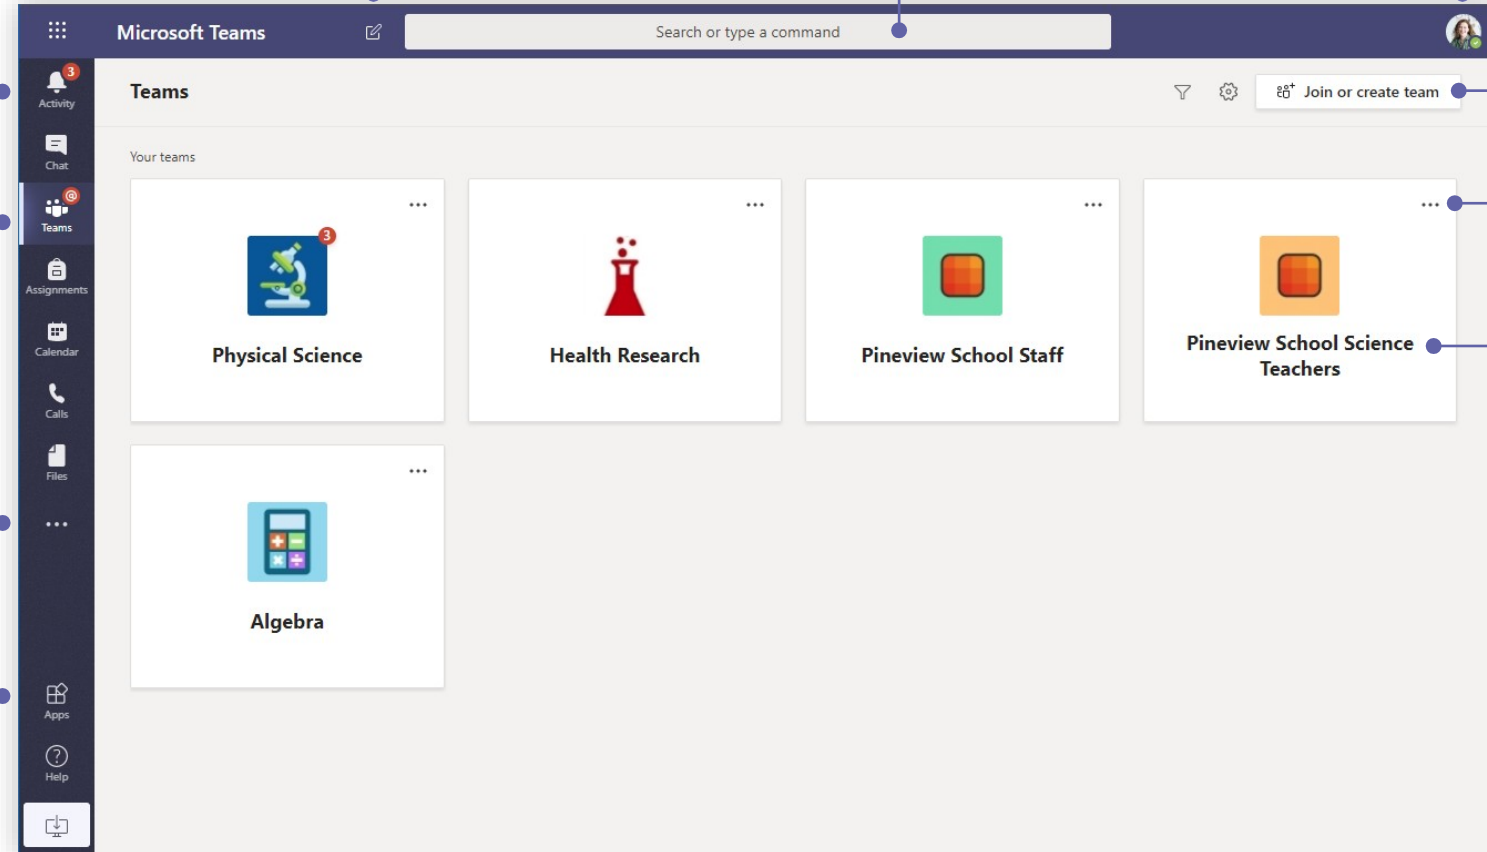 Microsoft Teams
Search or type a command
3
Activity
Teams
Join or create team
Chat
Your teams
@
Teams
3
Assignments
Calendar
Physical Science
Health Research
Pineview School Staff
Pineview School Science
Teachers
Calls
Files
Algebra
Apps
?
Help